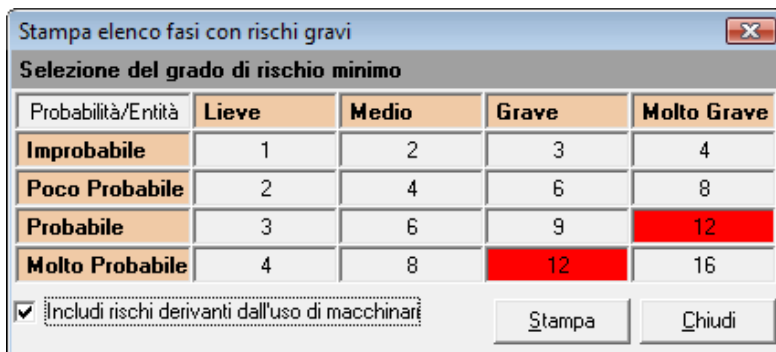 Stampa elenco fasi con rischi gravi
Selezione del grado di rischio minimo
Probabilità/Entità Lieve Medio Grave Molto Grave
Improbabile 1 2 3 4
Poco Probabile 2 4 6 8
Probabile 3 6 9 12
Molto Probabile 4 8 12 16
Includi rischi derivanti dall'uso di macchinari
Stampa Chiudi